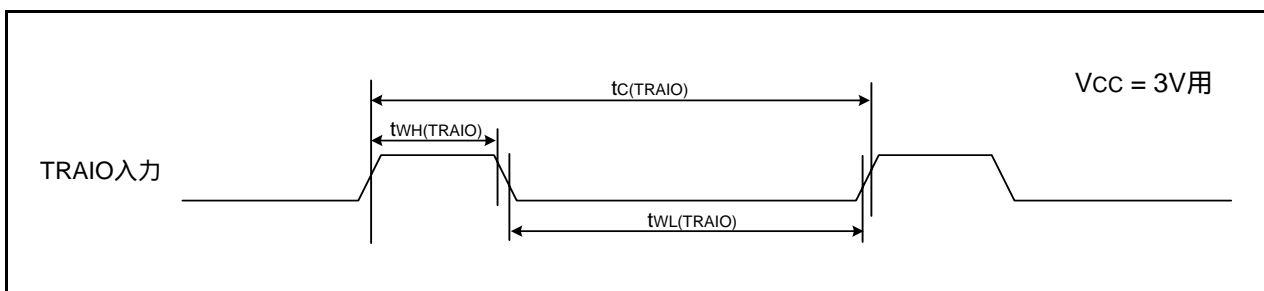 tC(TRAIO)
VCC = 3V用
tWH(TRAIO)
TRAIO入力
tWL(TRAIO)